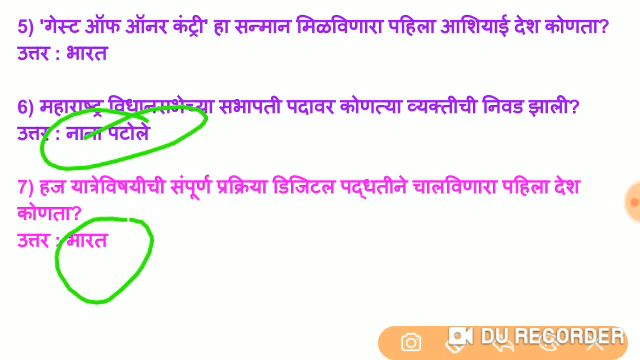 5) 'गेस्ट ऑफ ऑनर कंट्री' हा सन्मान मिळविणारा पहिला आशियाई देश कोणता?
उत्तर : भारत
6) महाराष्ट्र विधानसभेच्या सभापती पदावर कोणत्या व्यक्तीची निवड झाली?
उत्तर : नाना पटोले
7) हज यात्रेविषयीची संपूर्ण प्रक्रिया डिजिटल पद्धतीने चालविणारा पहिला देश
कोणता?
उत्तर : भारत
DU RECORDER